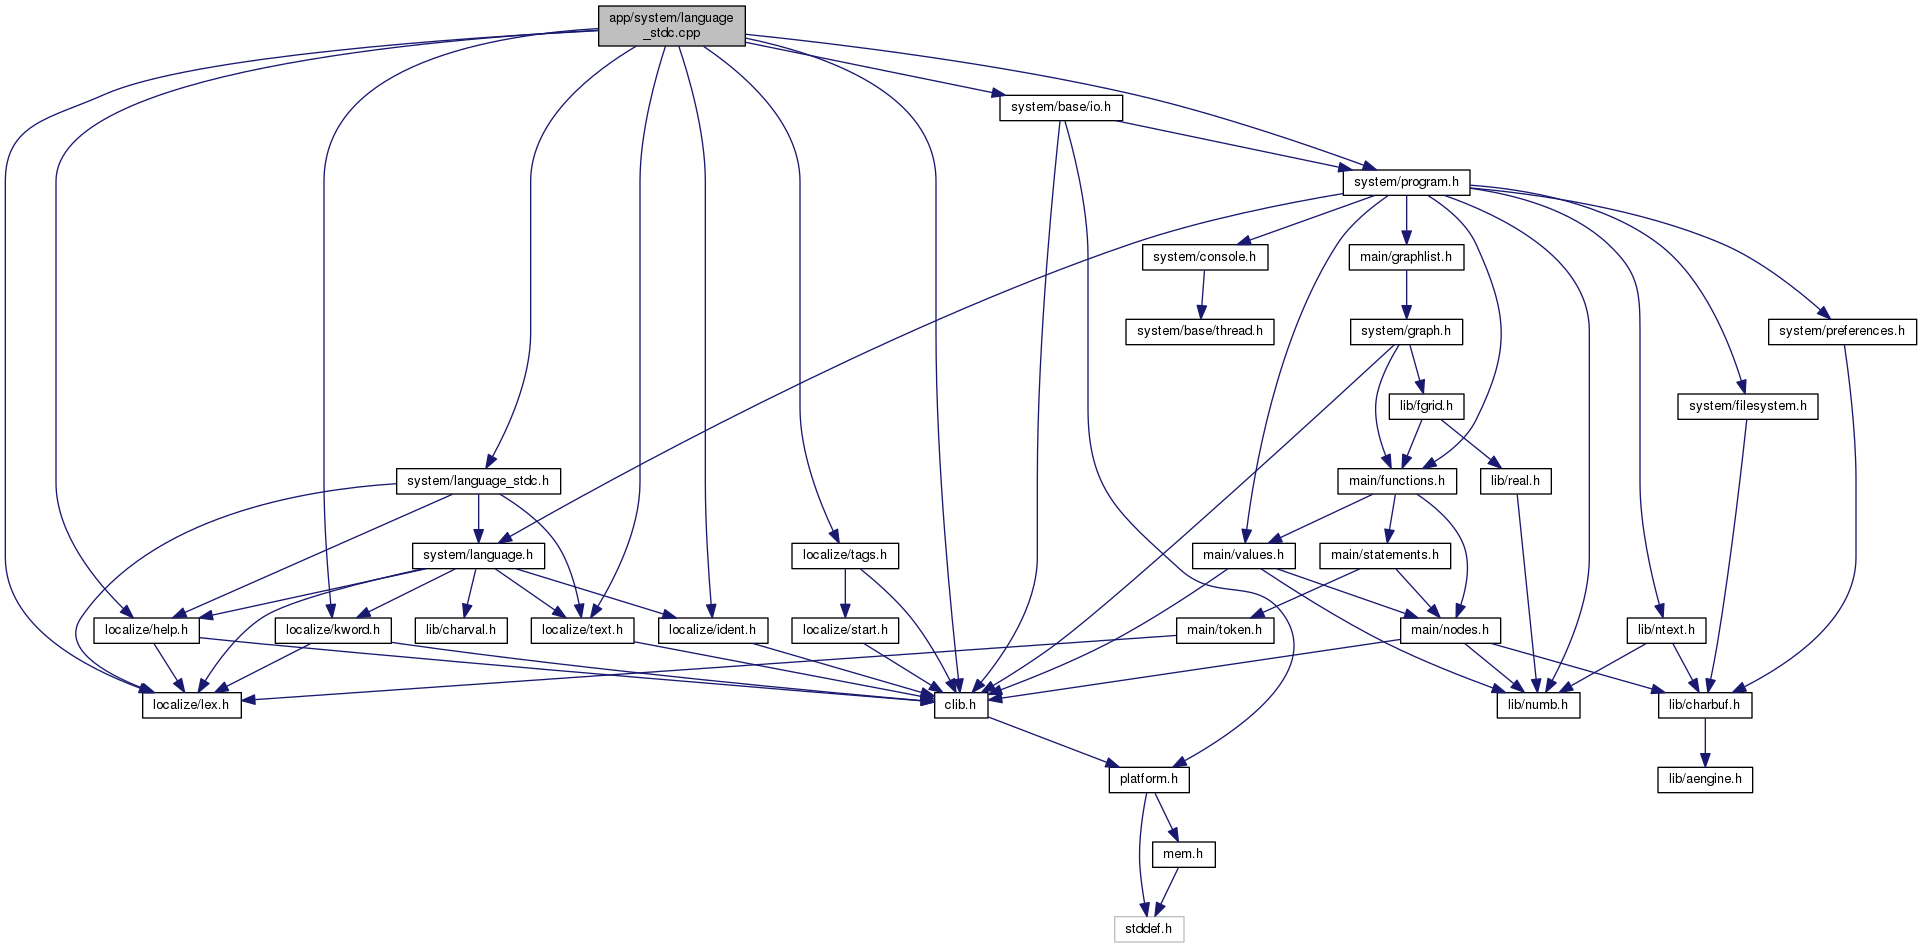 app/system/language
_stdc.cpp
system/base/io.h
system/program.h
system/console.h
main/graphlist.h
system/base/thread.h
system/graph.h
system/preferences.h
lib/fgrid.h
system/filesystem.h
system/language_stdc.h
main/functions.h
lib/real.h
system/language.h
localize/tags.h
main/values.h
main/statements.h
localize/help.h
localize/kword.h
lib/charval.h
localize/text.h
localize/ident.h
localize/start.h
main/token.h
main/nodes.h
lib/ntext.h
localize/lex.h
clib.h
lib/numb.h
lib/charbuf.h
platform.h
lib/aengine.h
mem.h
stddef.h